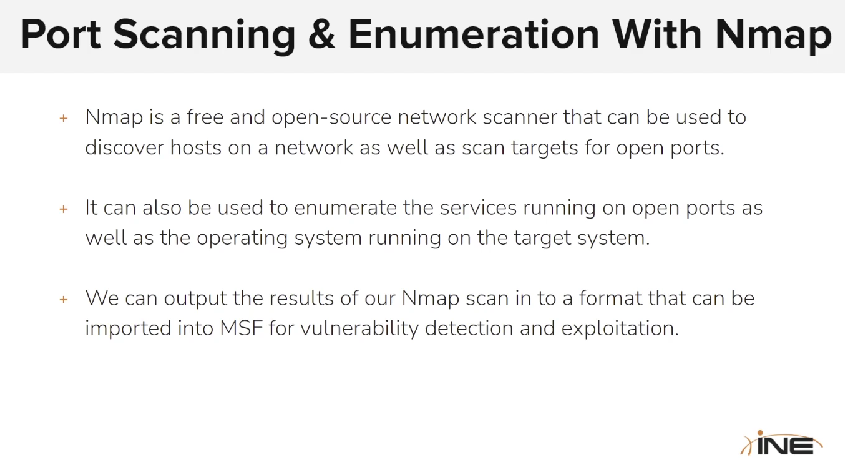 Port Scanning & Enumeration With Nmap
+ Nmap is a free and open-source network scanner that can be used to
discover hosts on a network as well as scan targets for open ports.
+ It can also be used to enumerate the services running on open ports as
well as the operating system running on the target system.
+ We can output the results of our Nmap scan in to a format that can be
imported into MSF for vulnerability detection and exploitation.
iNE